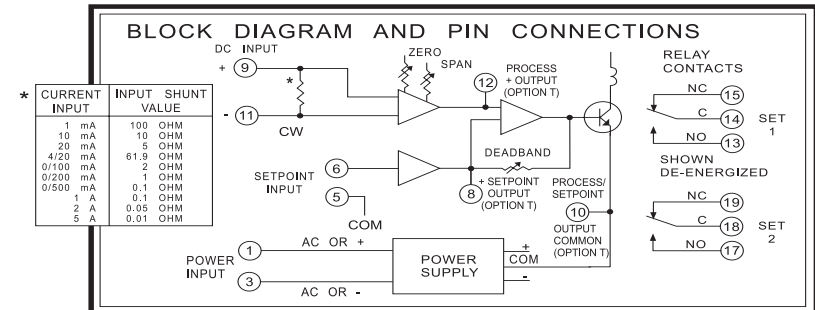 BLOCK DIAGRAM AND PIN CONNECTIONS
DC INPUT
+ 9
*
- 11
CW
ZERO
SPAN
12
PROCESS
+ OUTPUT
(OPTION T)
RELAY
CONTACTS
NC 15
C 14
NO 13
SET
1
SHOWN
DE-ENERGIZED
NC 19
C 18
NO 17
SET
2
* CURRENT INPUT INPUT SHUNT VALUE
1 mA 100 OHM
10 mA 10 OHM
20 mA 5 OHM
4/20 mA 61.9 OHM
0/100 mA 2 OHM
0/200 mA 1 OHM
0/500 mA 0.1 OHM
1 A 0.1 OHM
2 A 0.05 OHM
5 A 0.01 OHM
SETPOINT
INPUT
6
5
COM
DEADBAND
8
+ SETPOINT
OUTPUT
(OPTION T)
PROCESS/
SETPOINT
10
OUTPUT
COMMON
(OPTION T)
POWER
INPUT
1 AC OR +
3 AC OR -
POWER
SUPPLY
+
COM
-